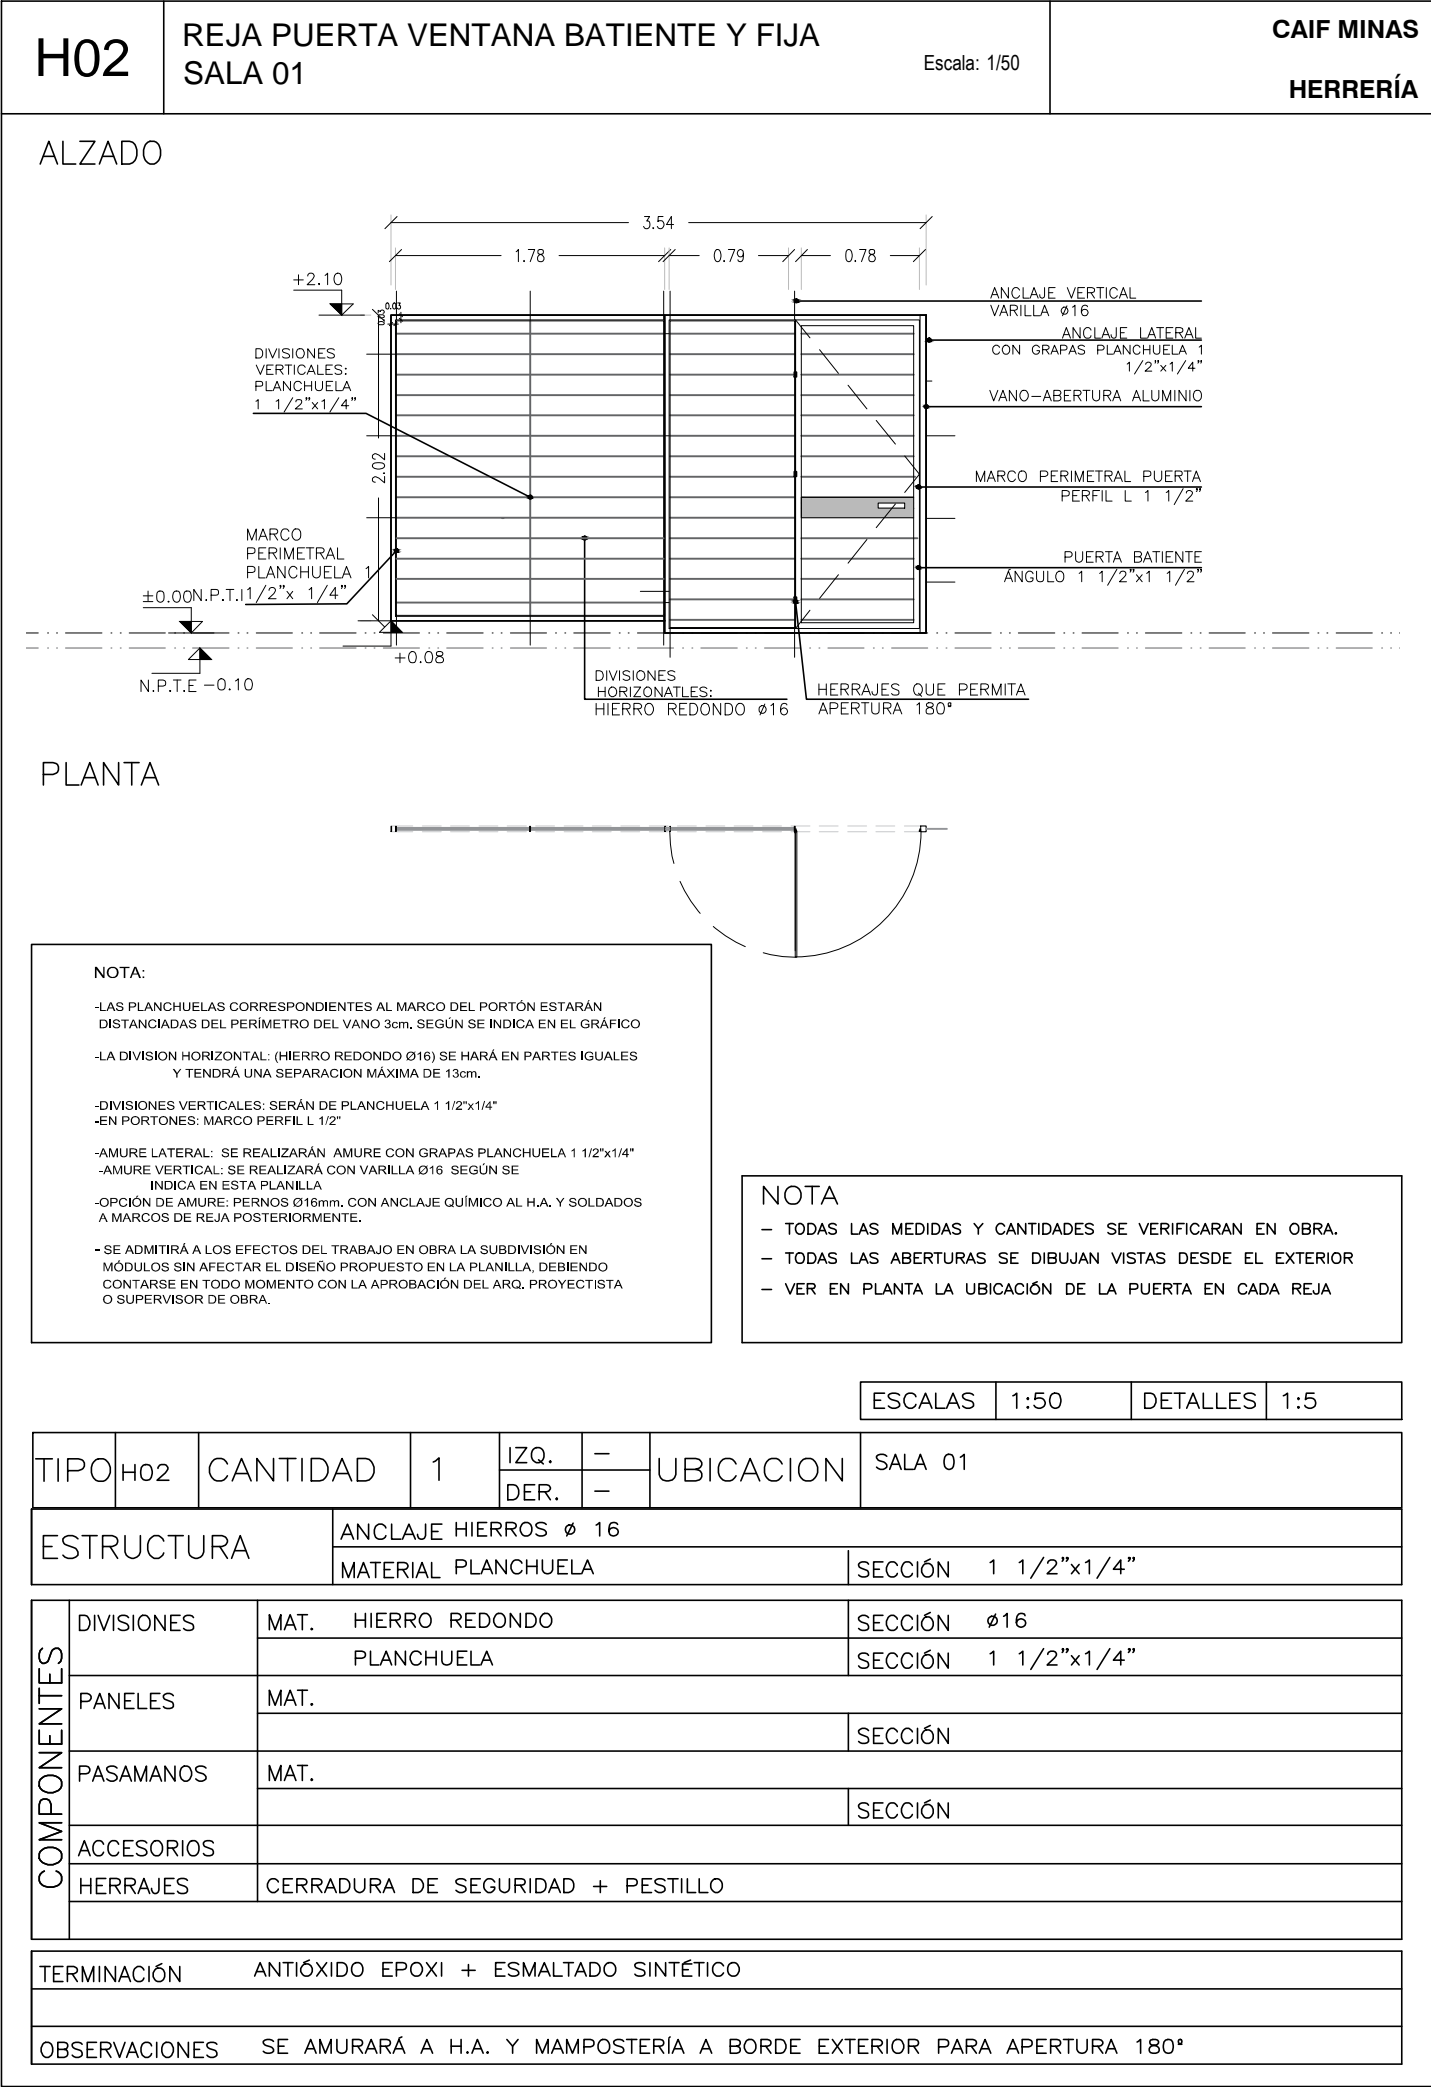 H02
REJA PUERTA VENTANA BATIENTE Y FIJA
SALA 01
Escala: 1/50
CAIF MINAS
HERRERÍA
ALZADO
3.54
1.78
0.79
0.78
+2.10
0.03
0.03
2.02
DIVISIONES
VERTICALES:
PLANCHUELA
1 1/2"x1/4"
MARCO
PERIMETRAL
PLANCHUELA 1
1/2"x 1/4"
±0.00N.P.T.I
N.P.T.E -0.10
+0.08
ANCLAJE VERTICAL
VARILLA ø16
ANCLAJE LATERAL
CON GRAPAS PLANCHUELA 1
1/2"x1/4"
VANO-ABERTURA ALUMINIO
MARCO PERIMETRAL PUERTA
PERFIL L 1 1/2"
PUERTA BATIENTE
ÁNGULO 1 1/2"x1 1/2"
DIVISIONES
HORIZONATLES:
HIERRO REDONDO ø16
HERRAJES QUE PERMITA
APERTURA 180º
PLANTA
NOTA:
-LAS PLANCHUELAS CORRESPONDIENTES AL MARCO DEL PORTÓN ESTARÁN
DISTANCIADAS DEL PERÍMETRO DEL VANO 3cm. SEGÚN SE INDICA EN EL GRÁFICO
-LA DIVISION HORIZONTAL: (HIERRO REDONDO Ø16) SE HARÁ EN PARTES IGUALES
Y TENDRÁ UNA SEPARACION MÁXIMA DE 13cm.
-DIVISIONES VERTICALES: SERÁN DE PLANCHUELA 1 1/2"x1/4"
-EN PORTONES: MARCO PERFIL L 1/2"
-AMURE LATERAL: SE REALIZARÁN AMURE CON GRAPAS PLANCHUELA 1 1/2"x1/4"
-AMURE VERTICAL: SE REALIZARÁ CON VARILLA Ø16 SEGÚN SE
INDICA EN ESTA PLANILLA
-OPCIÓN DE AMURE: PERNOS Ø16mm. CON ANCLAJE QUÍMICO AL H.A. Y SOLDADOS
A MARCOS DE REJA POSTERIORMENTE.
- SE ADMITIRÁ A LOS EFECTOS DEL TRABAJO EN OBRA LA SUBDIVISIÓN EN
MÓDULOS SIN AFECTAR EL DISEÑO PROPUESTO EN LA PLANILLA, DEBIENDO
CONTARSE EN TODO MOMENTO CON LA APROBACIÓN DEL ARQ. PROYECTISTA
O SUPERVISOR DE OBRA.
NOTA
- TODAS LAS MEDIDAS Y CANTIDADES SE VERIFICARAN EN OBRA.
- TODAS LAS ABERTURAS SE DIBUJAN VISTAS DESDE EL EXTERIOR
- VER EN PLANTA LA UBICACIÓN DE LA PUERTA EN CADA REJA
ESCALAS 1:50 DETALLES 1:5
TIPO H02 CANTIDAD 1 IZQ. - DER. - UBICACION SALA 01
ESTRUCTURA
ANCLAJE HIERROS ø 16
MATERIAL PLANCHUELA SECCIÓN 1 1/2"x1/4"
COMPONENTES
DIVISIONES MAT. HIERRO REDONDO SECCIÓN ø16
PLANCHUELA SECCIÓN 1 1/2"x1/4"
PANELES MAT.
SECCIÓN
PASAMANOS MAT.
SECCIÓN
ACCESORIOS
HERRAJES CERRADURA DE SEGURIDAD + PESTILLO
TERMINACIÓN ANTIÓXIDO EPOXI + ESMALTADO SINTÉTICO
OBSERVACIONES SE AMURARÁ A H.A. Y MAMPOSTERÍA A BORDE EXTERIOR PARA APERTURA 180º